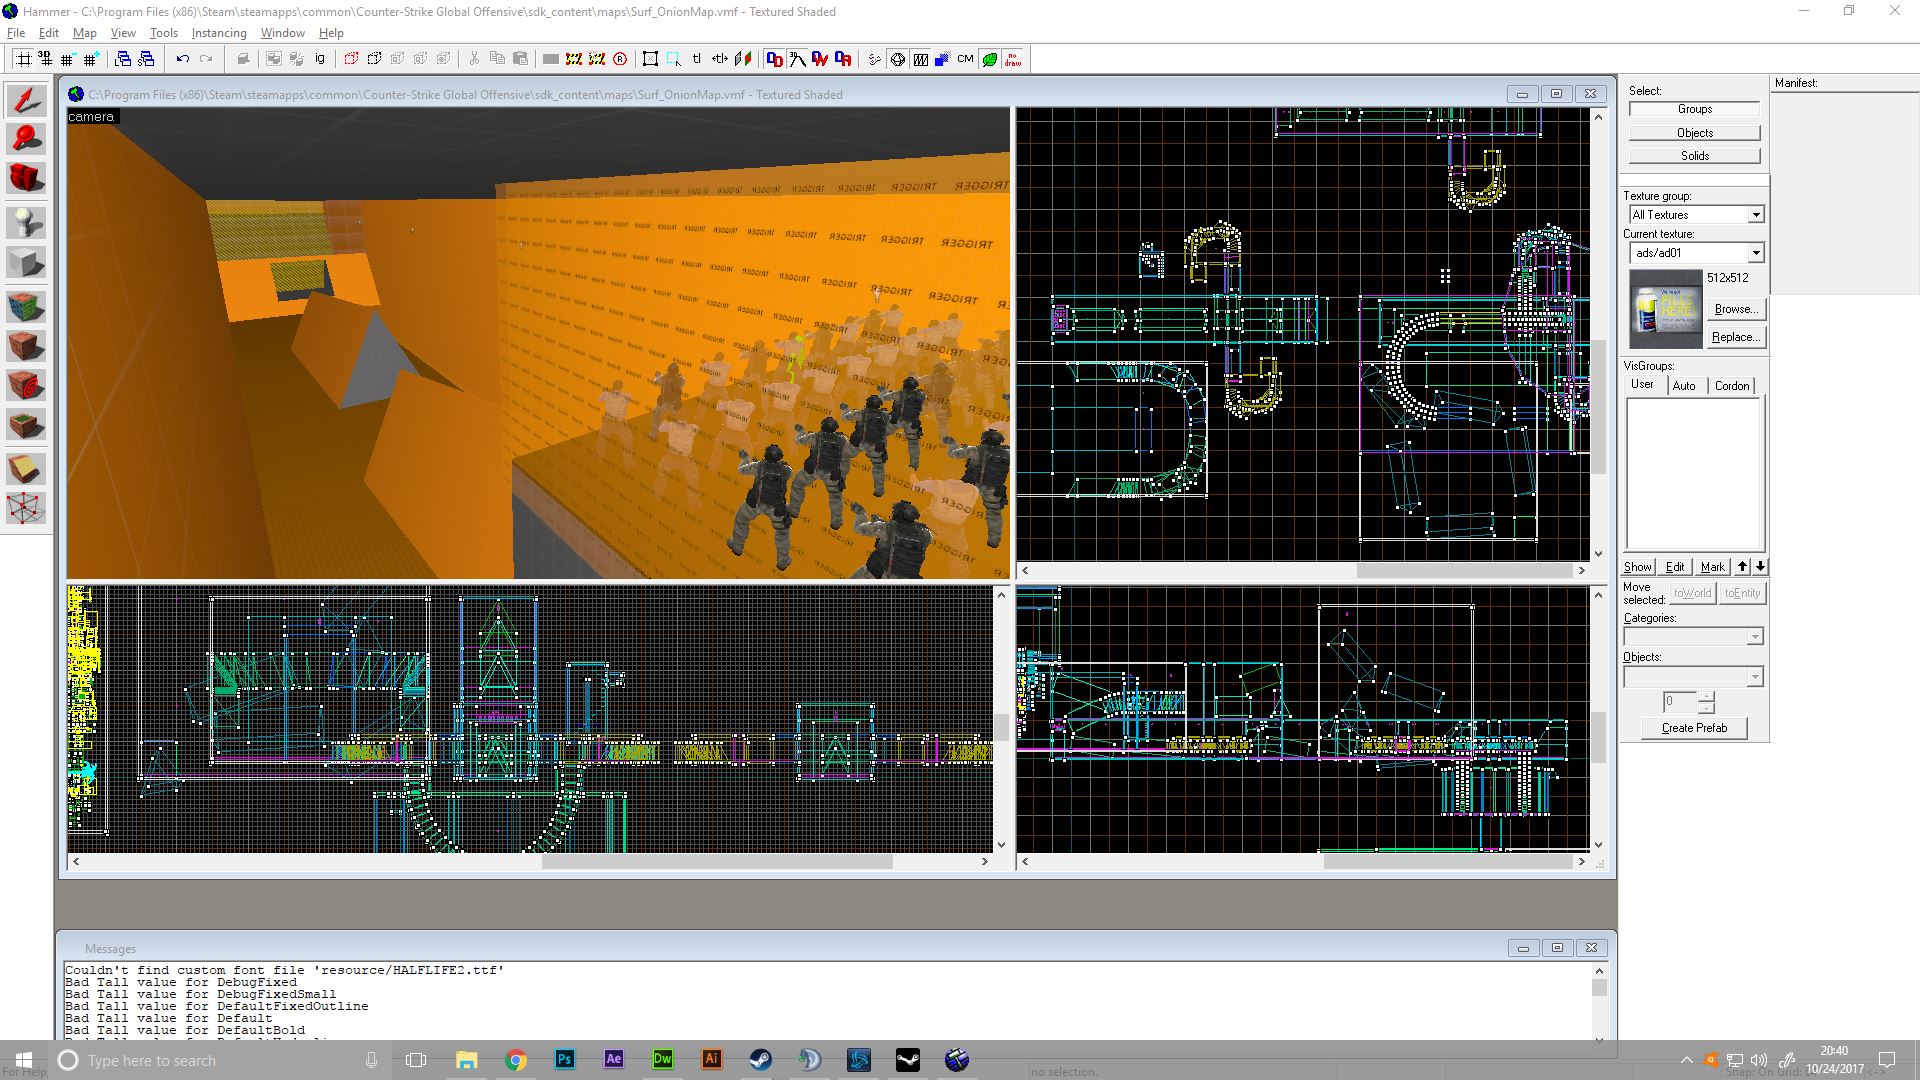 Hammer - C:\Program Files (x86)\Steam\steamapps\common\Counter-Strike Global Offensive\sdk_content\maps\Surf_OnionMap.vmf - Textured Shaded
File Edit Map View Tools Instancing Window Help
C:\Program Files (x86)\Steam\steamapps\common\Counter-Strike Global Offensive\sdk_content\maps\Surf_OnionMap.vmf - Textured Shaded
camera
TRIGGER
Select:
Groups
Objects
Solids
Manifest:
Texture group:
All Textures
Current texture:
ads/ad01
512x512
Browse...
Replace...
VisGroups:
User Auto Cordon
Show Edit Mark
Move selected: toWorld toEntity
Categories:
Objects:
0
Create Prefab
Messages
Couldn't find custom font file 'resource/HALFLIFE2.ttf'
Bad Tall value for DebugFixed
Bad Tall value for DebugFixedSmall
Bad Tall value for DefaultFixedOutline
Bad Tall value for Default
Bad Tall value for DefaultBold
Type here to search
Ps Ae Dw Ai
no selection.
20:40
10/24/2017